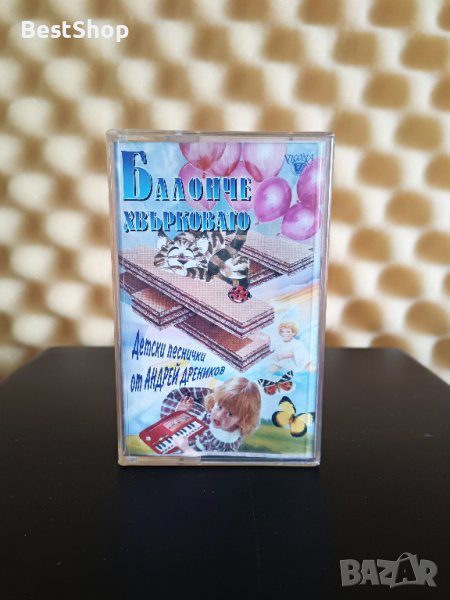 BestShop
БАЛОНЧЕ
ХВЪРКОВАТО
Детски песнички
от АНДРЕЙ ДРЕНИКОВ
BAZAR